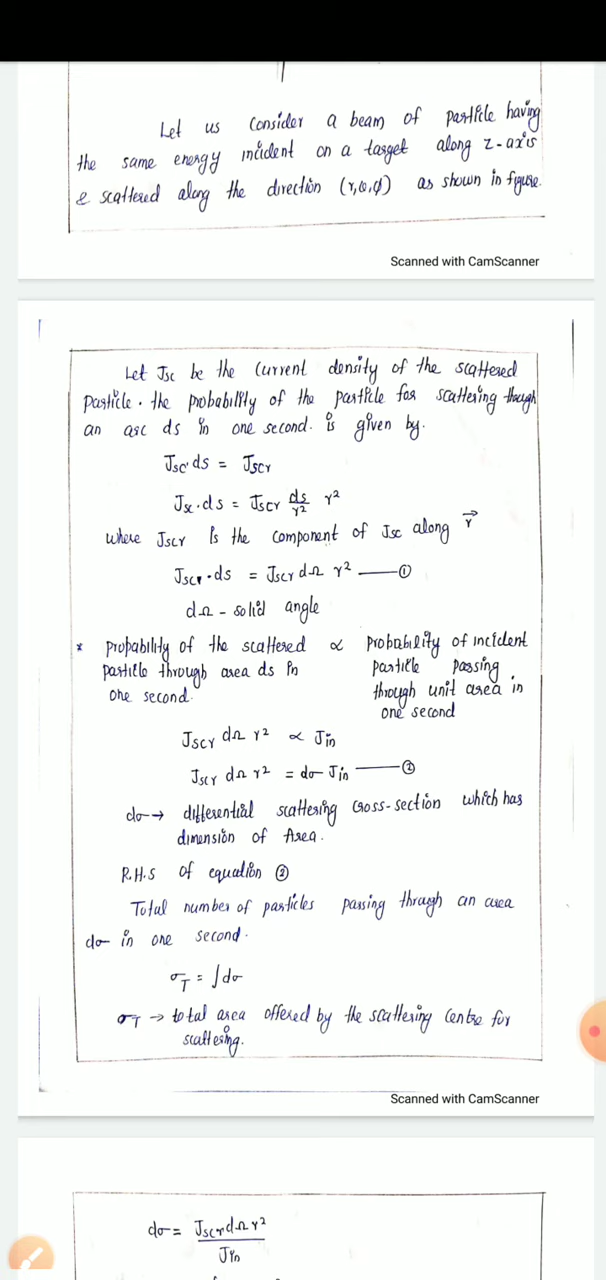 Let us Consider a beam of particle having
the same energy incident on a target along z-axis
& scattered along the direction (r,θ,φ) as shown in figure.
Scanned with CamScanner
Let Jsc be the Current density of the scattered
particle. the probability of the particle for scattering though
an asc ds in one second. is given by.
Jsc·ds = Jscr
Jsc·ds = Jscr ds/r² r²
where Jscr is the component of Jsc along r⃗
Jscr·ds = Jscr dΩ r² —— ①
dΩ - solid angle
* probability of the scattered ∝ probability of incident
particle through area ds in particle passing
one second. through unit area in
one second
Jscr dΩ r² ∝ Jin
Jscr dΩ r² = dσ Jin —— ②
dσ → differential scattering Cross-section which has
dimension of Area.
R.H.S of equation ②
Total number of particles passing through an area
dσ in one second.
σT = ∫dσ
σT → total area offered by the scattering Centre for
scattering.
Scanned with CamScanner
dσ = Jscr dΩ r² / Jin